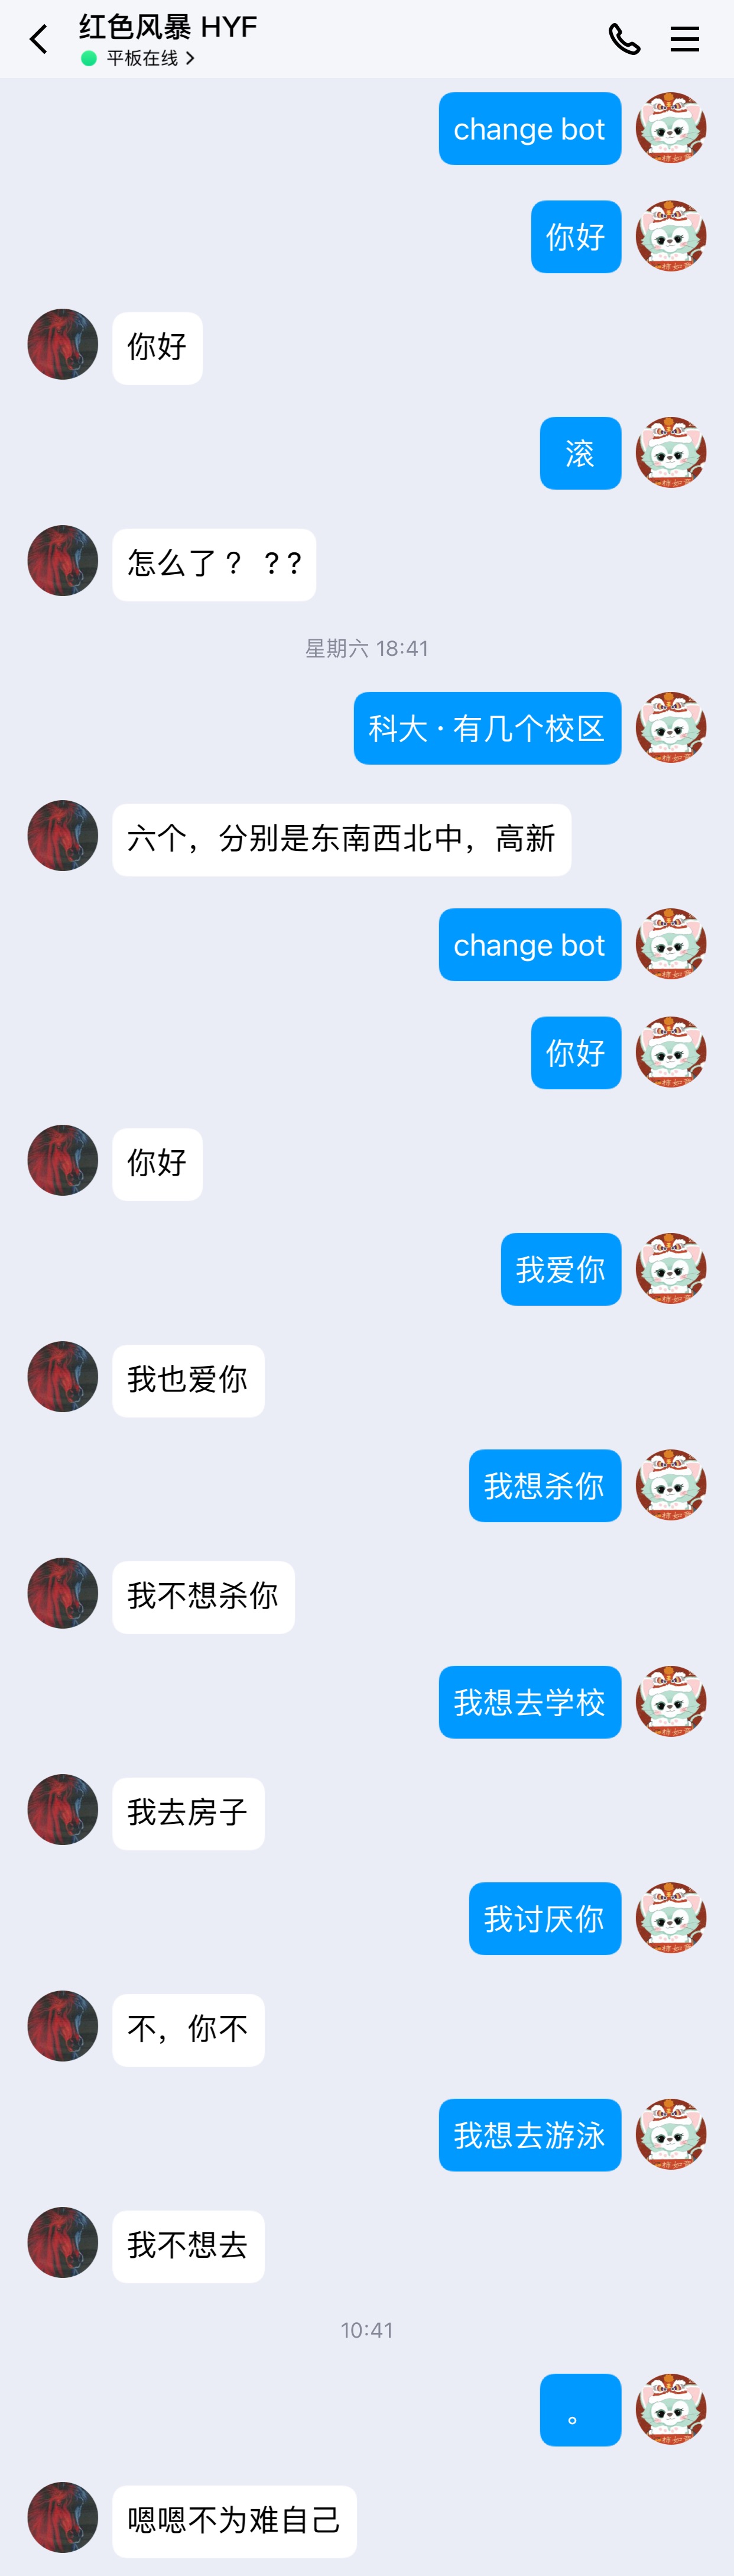 红色风暴 HYF
平板在线
change bot
你好
你好
滚
怎么了？ ？?
星期六 18:41
科大·有几个校区
六个，分别是东南西北中，高新
change bot
你好
你好
我爱你
我也爱你
我想杀你
我不想杀你
我想去学校
我去房子
我讨厌你
不，你不
我想去游泳
我不想去
10:41
。
嗯嗯不为难自己